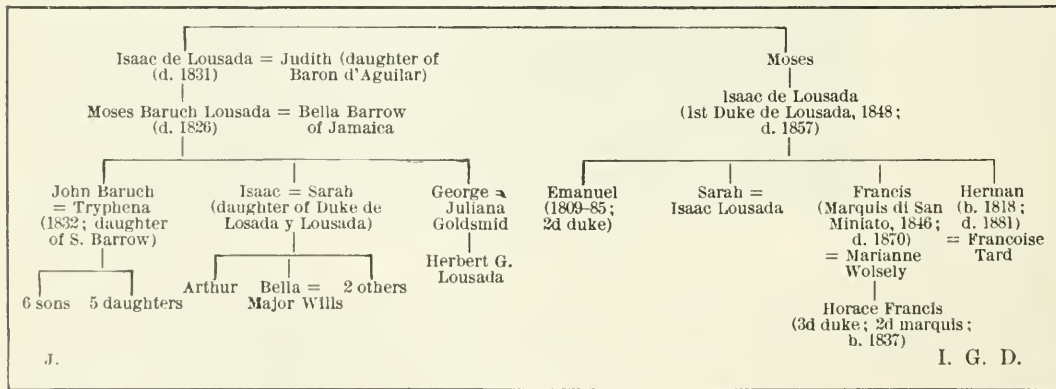 Isaac de Lousada = Judith (daughter of
(d. 1831) Baron d'Aguilar)
Moses
Moses Baruch Lousada = Bella Barrow
(d. 1826) of Jamaica
Isaac de Lousada
(1st Duke de Lousada, 1848;
d. 1857)
John Baruch
= Tryphena
(1832; daughter
of S. Barrow)
Isaac = Sarah
(daughter of Duke de
Losada y Lousada)
George =
Juliana
Goldsmid
Emanuel
(1809–85;
2d duke)
Sarah =
Isaac Lousada
Francis
(Marquis di San
Miniato, 1846;
d. 1870)
= Marianne
Wolsely
Herman
(b. 1818;
d. 1881)
= Francoise
Tard
6 sons 5 daughters
Arthur Bella = 2 others
Major Wills
Herbert G.
Lousada
Horace Francis
(3d duke; 2d marquis;
b. 1837)
J. I. G. D.